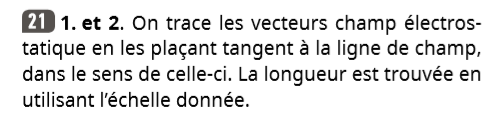 21 1. et 2. On trace les vecteurs champ électros-
tatique en les plaçant tangent à la ligne de champ,
dans le sens de celle-ci. La longueur est trouvée en
utilisant l'échelle donnée.